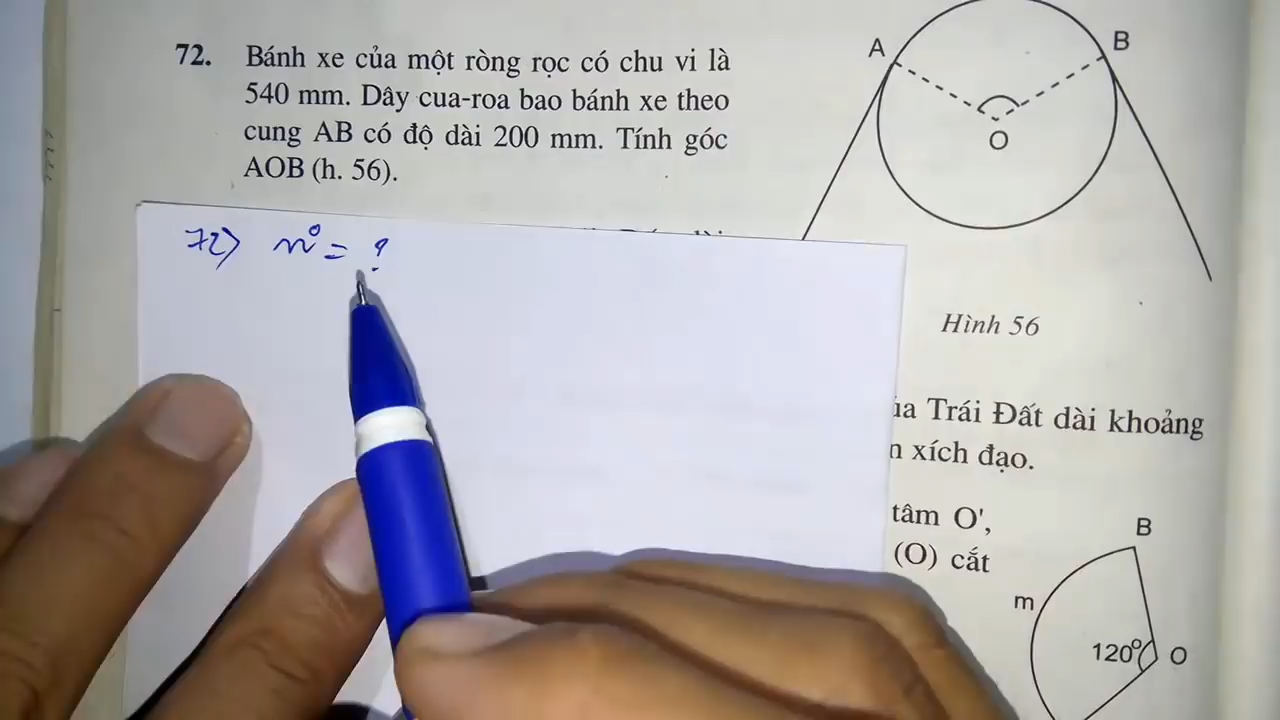 72. Bánh xe của một ròng rọc có chu vi là
540 mm. Dây cua-roa bao bánh xe theo
cung AB có độ dài 200 mm. Tính góc
AOB (h. 56).
A
B
O
72) n° = ?
Hình 56
Trái Đất dài khoảng
xích đạo.
tâm O',
(O) cắt
B
m
120° O